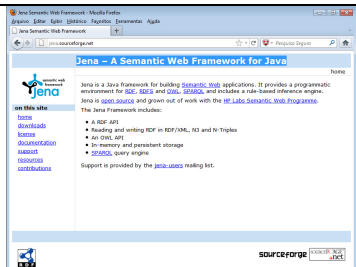 Jena Semantic Web Framework - Mozilla Firefox
Arquivo Editar Exibir Histórico Favoritos Ferramentas Ajuda
Jena Semantic Web Framework
jena.sourceforge.net
Pesquisa Segura
Jena – A Semantic Web Framework for Java
home
semantic web
framework
Jena
on this site
home
downloads
license
documentation
support
resources
contributions
Jena is a Java framework for building Semantic Web applications. It provides a programmatic
environment for RDF, RDFS and OWL, SPARQL and includes a rule-based inference engine.
Jena is open source and grown out of work with the HP Labs Semantic Web Programme.
The Jena Framework includes:
A RDF API
Reading and writing RDF in RDF/XML, N3 and N-Triples
An OWL API
In-memory and persistent storage
SPARQL query engine
Support is provided by the jena-users mailing list.
RDF
sourceforge
.net